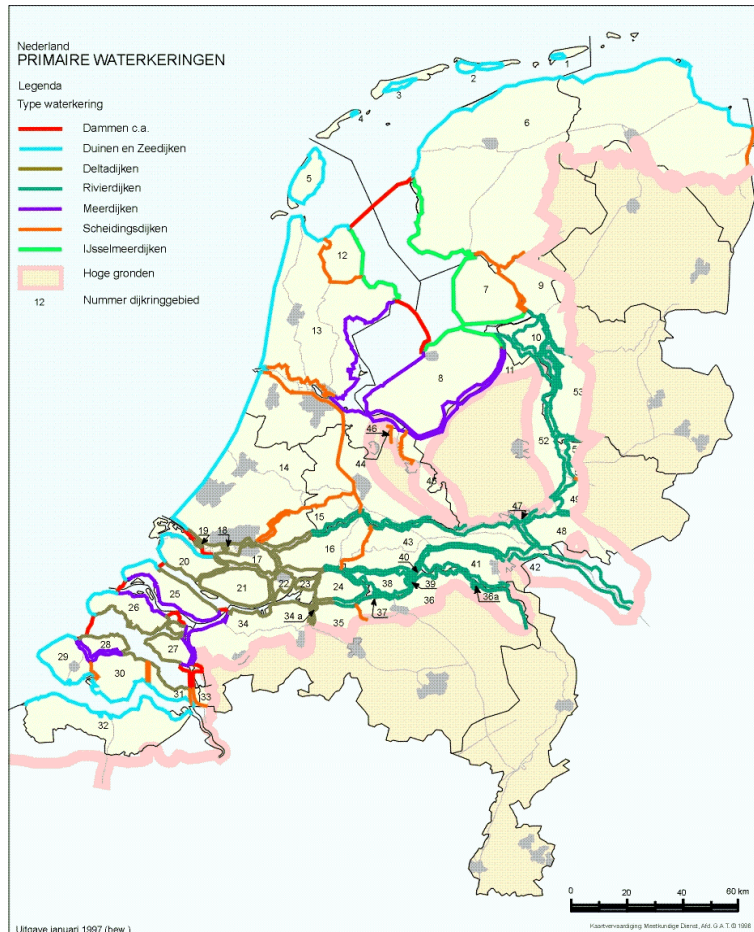 Nederland
PRIMAIRE WATERKERINGEN
Legenda
Type waterkering
Dammen c.a.
Duinen en Zeedijken
Deltadijken
Rivierdijken
Meerdijken
Scheidingsdijken
IJsselmeerdijken
Hoge gronden
12 Nummer dijkringgebied
1
2
3
4
5
6
7
8
9
10
11
12
13
14
15
16
17
18
19
20
21
22
23
24
25
26
27
28
29
30
31
32
33
34
34 a
35
36
36a
37
38
39
40
41
42
43
44
45
46
47
48
49
52
53
0 20 40 60 km
Uitgave januari 1997 (bew.)
Kaartvervaardiging: Meetkundige Dienst, Afd. G.A.T. © 1998